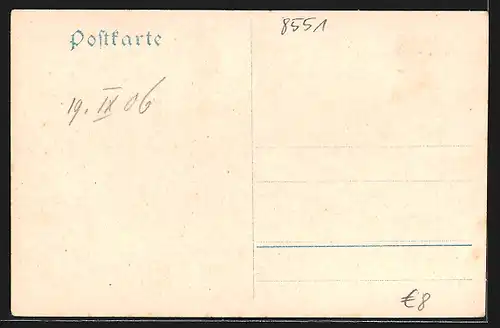 Postkarte
8551
19. IX 06
€8